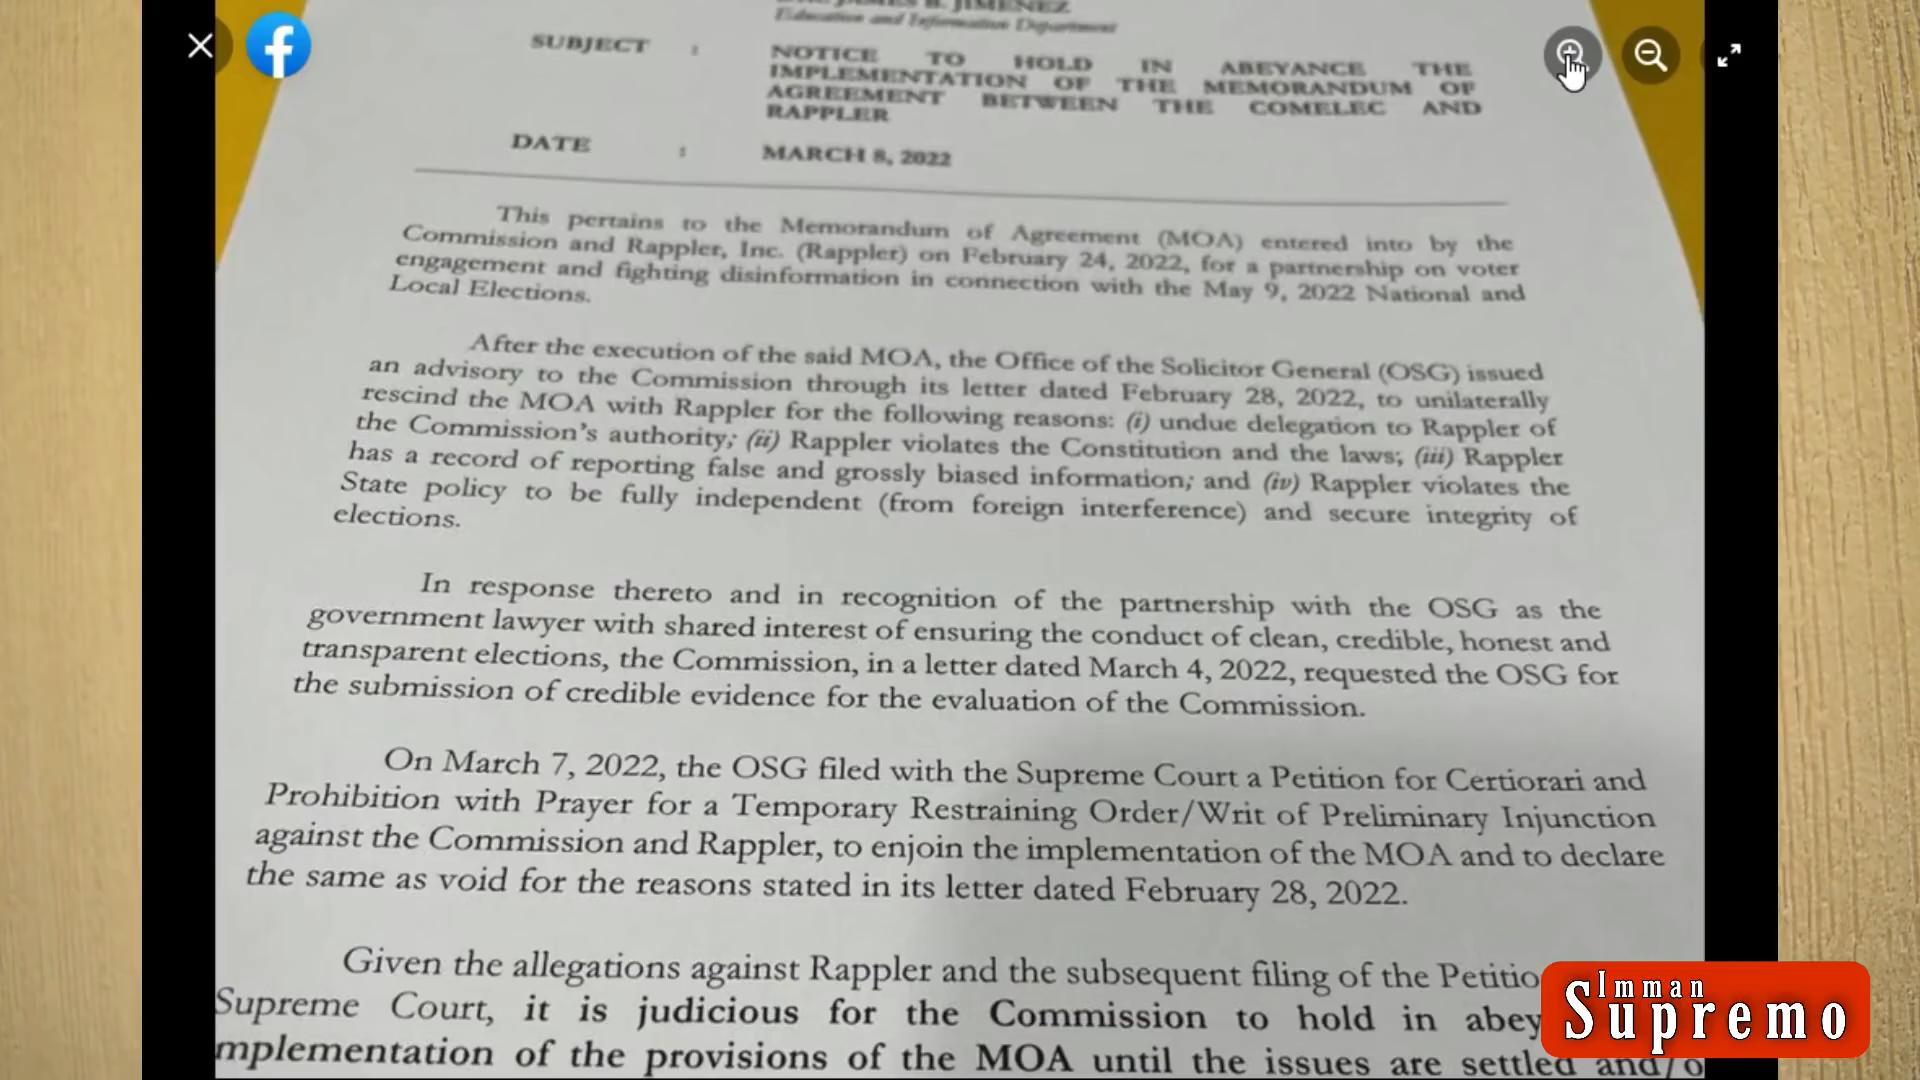 JAMES B. JIMENEZ
Education and Information Department
SUBJECT : NOTICE TO HOLD IN ABEYANCE THE
IMPLEMENTATION OF THE MEMORANDUM OF
AGREEMENT BETWEEN THE COMELEC AND
RAPPLER
DATE : MARCH 8, 2022
This pertains to the Memorandum of Agreement (MOA) entered into by the
Commission and Rappler, Inc. (Rappler) on February 24, 2022, for a partnership on voter
engagement and fighting disinformation in connection with the May 9, 2022 National and
Local Elections.
After the execution of the said MOA, the Office of the Solicitor General (OSG) issued
an advisory to the Commission through its letter dated February 28, 2022, to unilaterally
rescind the MOA with Rappler for the following reasons: (i) undue delegation to Rappler of
the Commission's authority; (ii) Rappler violates the Constitution and the laws; (iii) Rappler
has a record of reporting false and grossly biased information; and (iv) Rappler violates the
State policy to be fully independent (from foreign interference) and secure integrity of
elections.
In response thereto and in recognition of the partnership with the OSG as the
government lawyer with shared interest of ensuring the conduct of clean, credible, honest and
transparent elections, the Commission, in a letter dated March 4, 2022, requested the OSG for
the submission of credible evidence for the evaluation of the Commission.
On March 7, 2022, the OSG filed with the Supreme Court a Petition for Certiorari and
Prohibition with Prayer for a Temporary Restraining Order/Writ of Preliminary Injunction
against the Commission and Rappler, to enjoin the implementation of the MOA and to declare
the same as void for the reasons stated in its letter dated February 28, 2022.
Given the allegations against Rappler and the subsequent filing of the Petitio
Supreme Court, it is judicious for the Commission to hold in abey
mplementation of the provisions of the MOA until the issues are settled and/o
Imman
Supremo